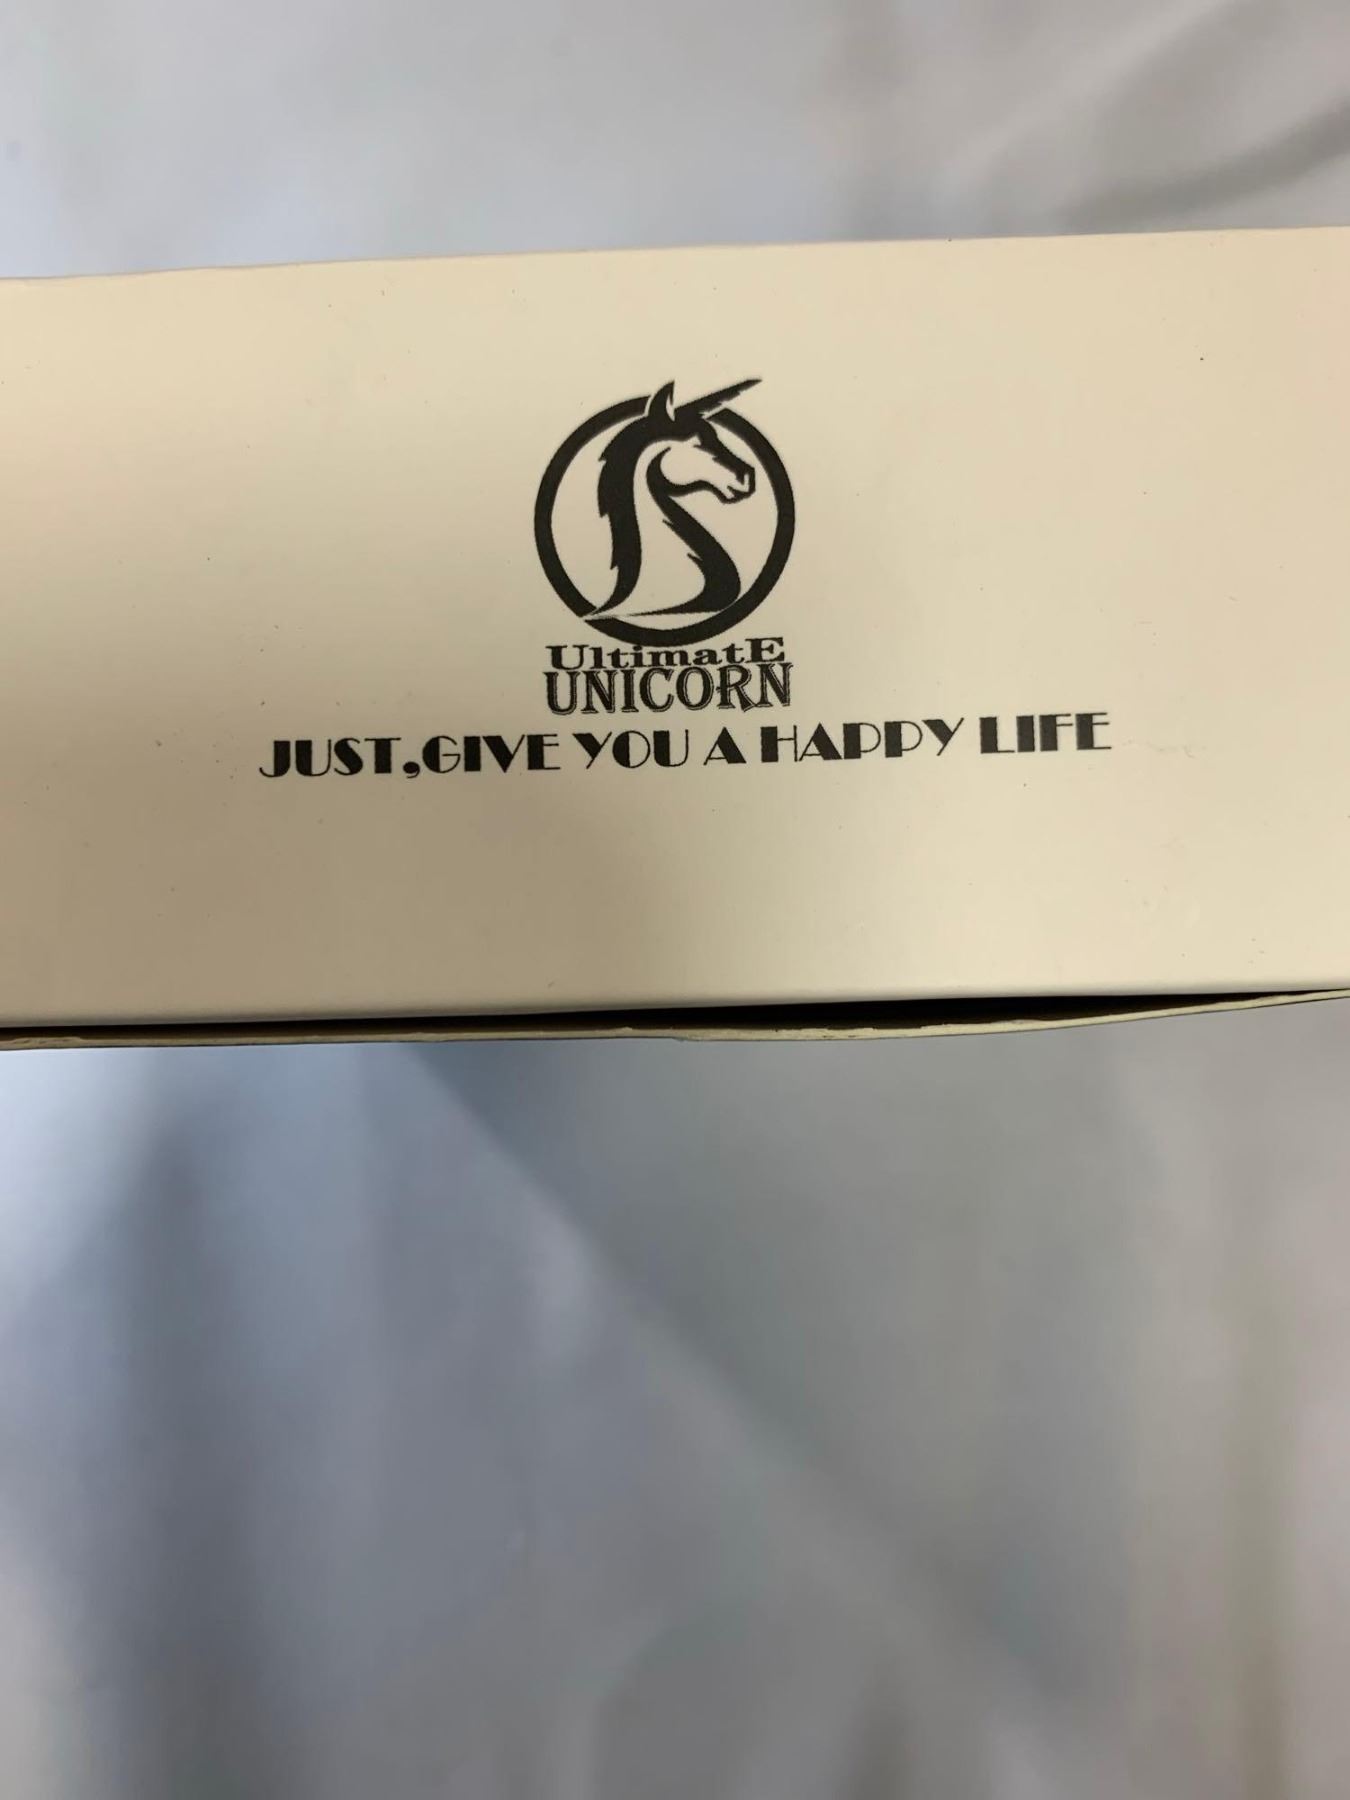 UltimatE
UNICORN
JUST,GIVE YOU A HAPPY LIFE